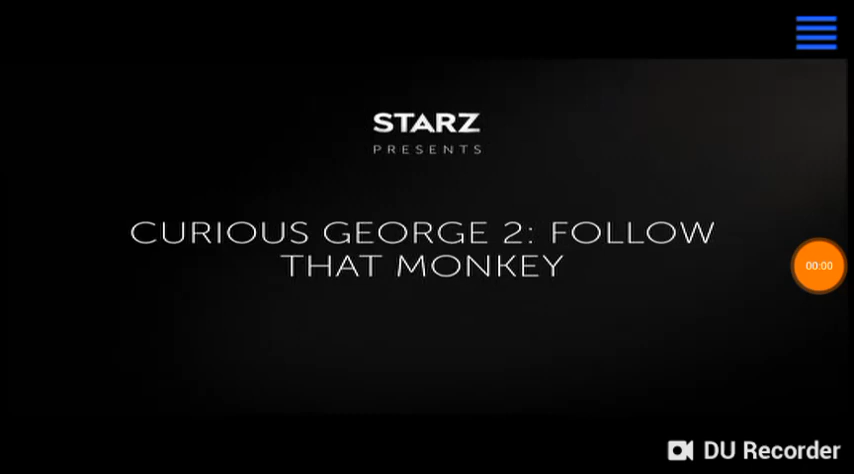 STARZ
PRESENTS
CURIOUS GEORGE 2: FOLLOW
THAT MONKEY
00:00
DU Recorder